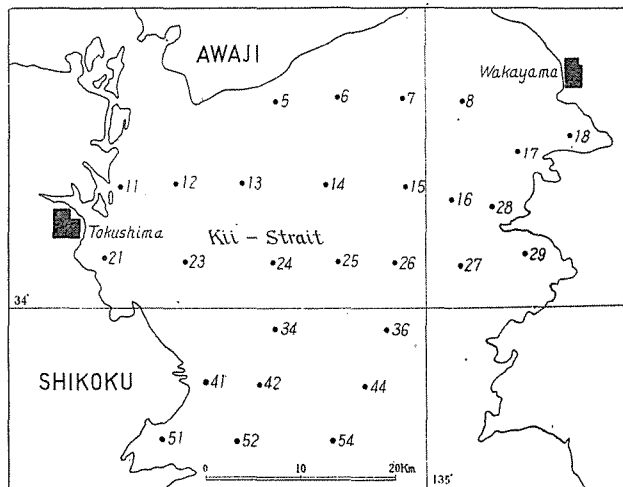 AWAJI
Wakayama
5 6 7 8
18
17
11 12 13 14 15
16 28
Tokushima
Kii - Strait
21 23 24 25 26 27 29
34°
34 36
SHIKOKU
41 42 44
51 52 54
0 20Km
135°